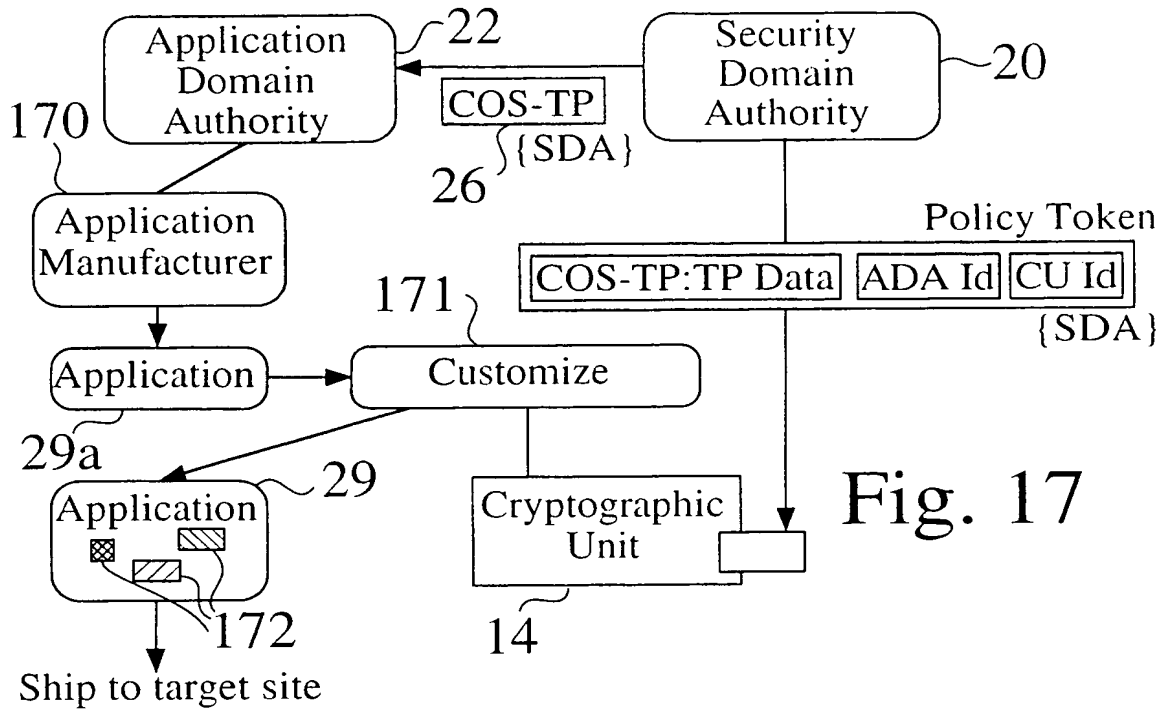 Application
Domain
Authority
22
Security
Domain
Authority
20
COS-TP
{SDA}
26
170
Application
Manufacturer
Policy Token
COS-TP:TP Data
ADA Id
CU Id
{SDA}
171
Application
Customize
29a
29
Application
172
Cryptographic
Unit
14
Fig. 17
Ship to target site